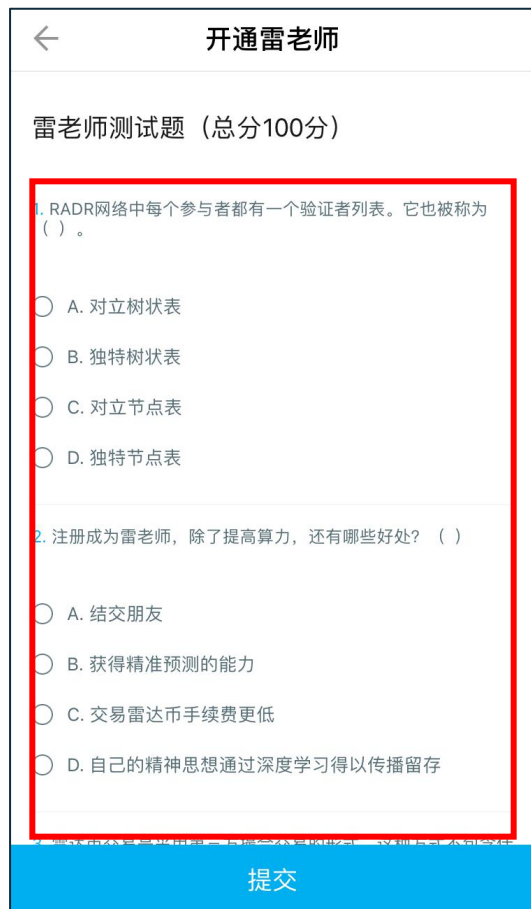 开通雷老师
雷老师测试题（总分100分）
1. RADR网络中每个参与者都有一个验证者列表。它也被称为
（ ）。
A. 对立树状表
B. 独特树状表
C. 对立节点表
D. 独特节点表
2. 注册成为雷老师，除了提高算力，还有哪些好处？（ ）
A. 结交朋友
B. 获得精准预测的能力
C. 交易雷达币手续费更低
D. 自己的精神思想通过深度学习得以传播留存
提交